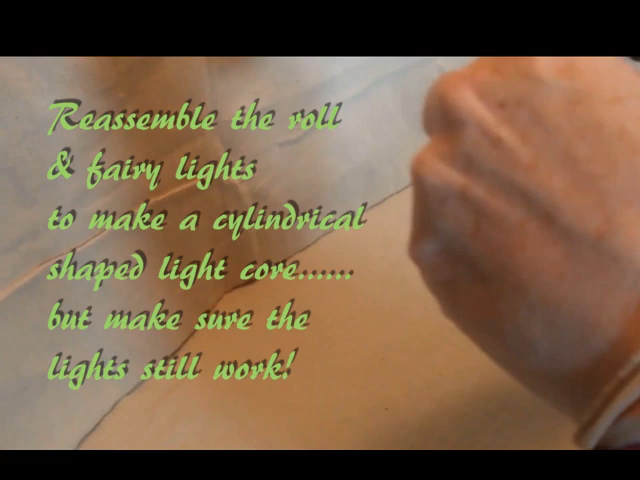 Reassemble the roll
& fairy lights
to make a cylindrical
shaped light core......
but make sure the
lights still work!